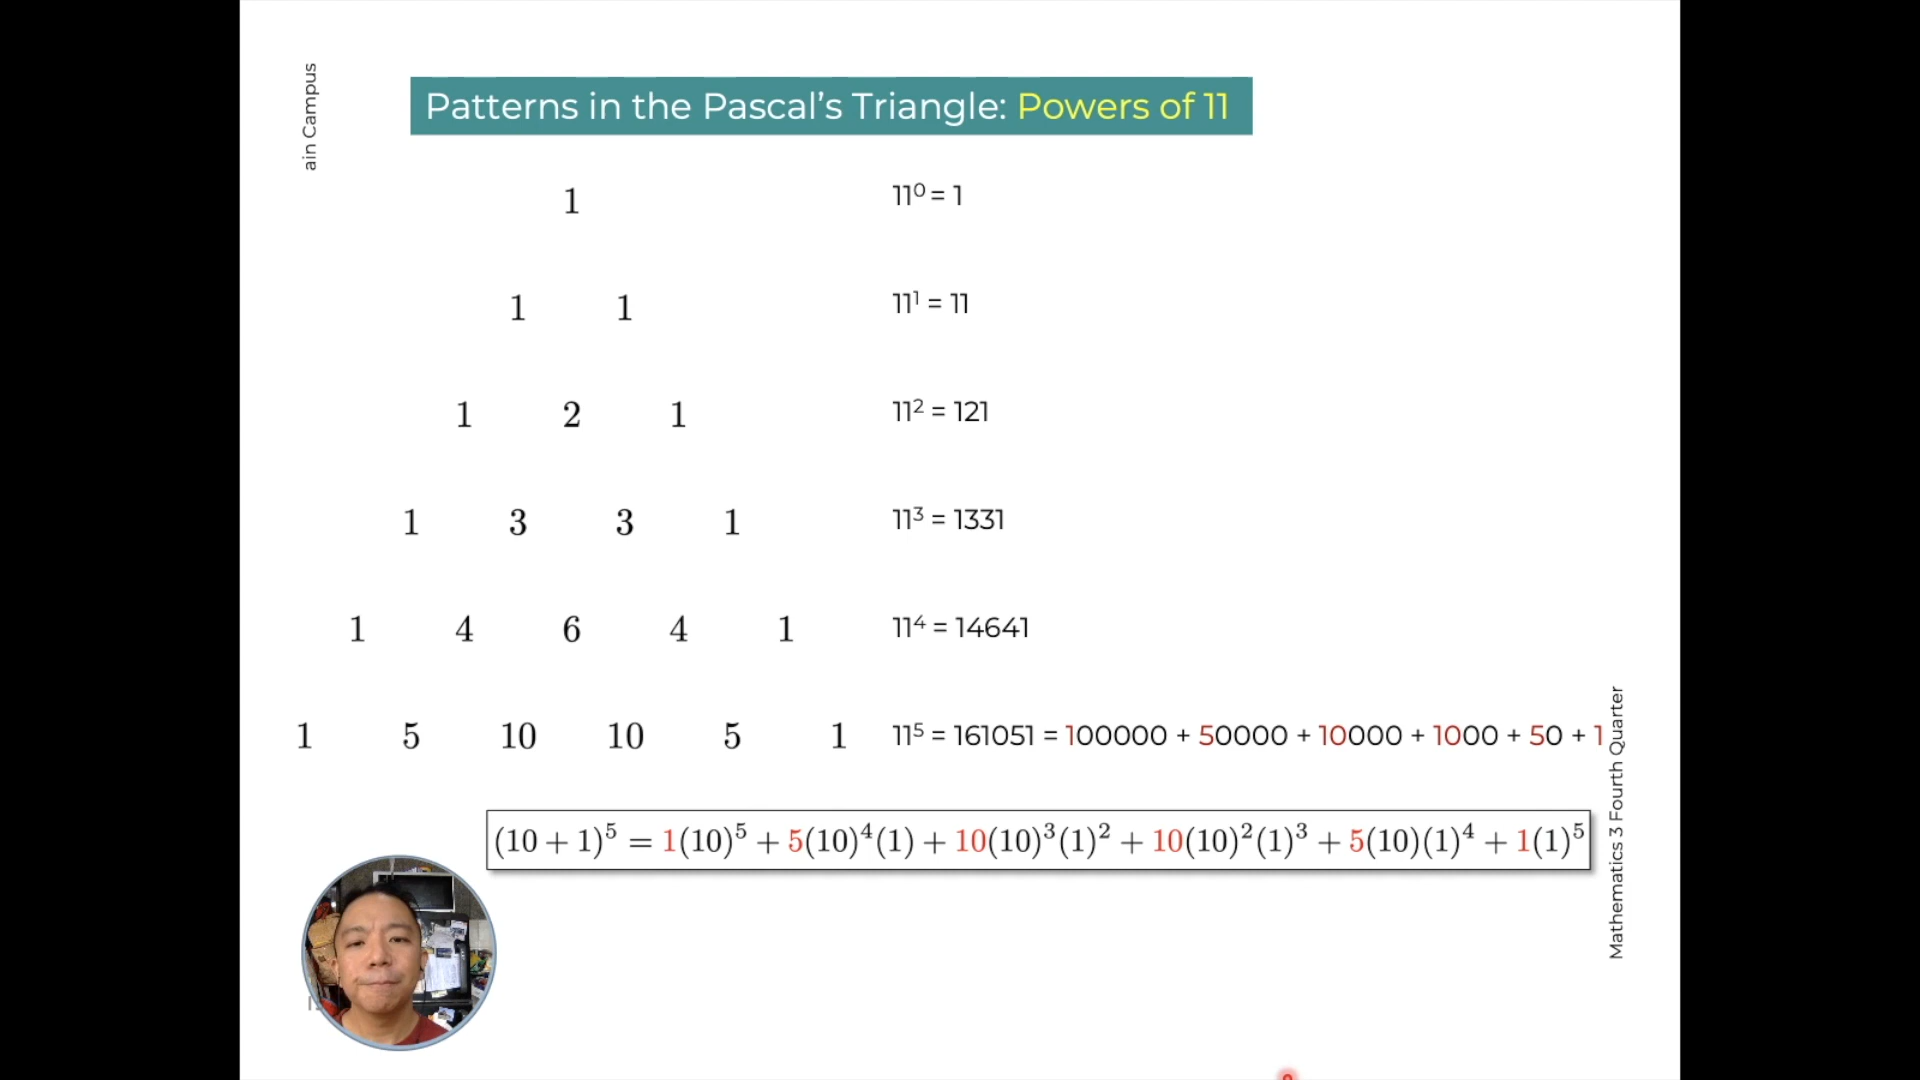 ain Campus
Patterns in the Pascal's Triangle: Powers of 11
1
11⁰ = 1
1 1
11¹ = 11
1 2 1
11² = 121
1 3 3 1
11³ = 1331
1 4 6 4 1
11⁴ = 14641
1 5 10 10 5 1
11⁵ = 161051 = 100000 + 50000 + 10000 + 1000 + 50 + 1
(10 + 1)⁵ = 1(10)⁵ + 5(10)⁴(1) + 10(10)³(1)² + 10(10)²(1)³ + 5(10)(1)⁴ + 1(1)⁵
Mathematics 3 Fourth Quarter